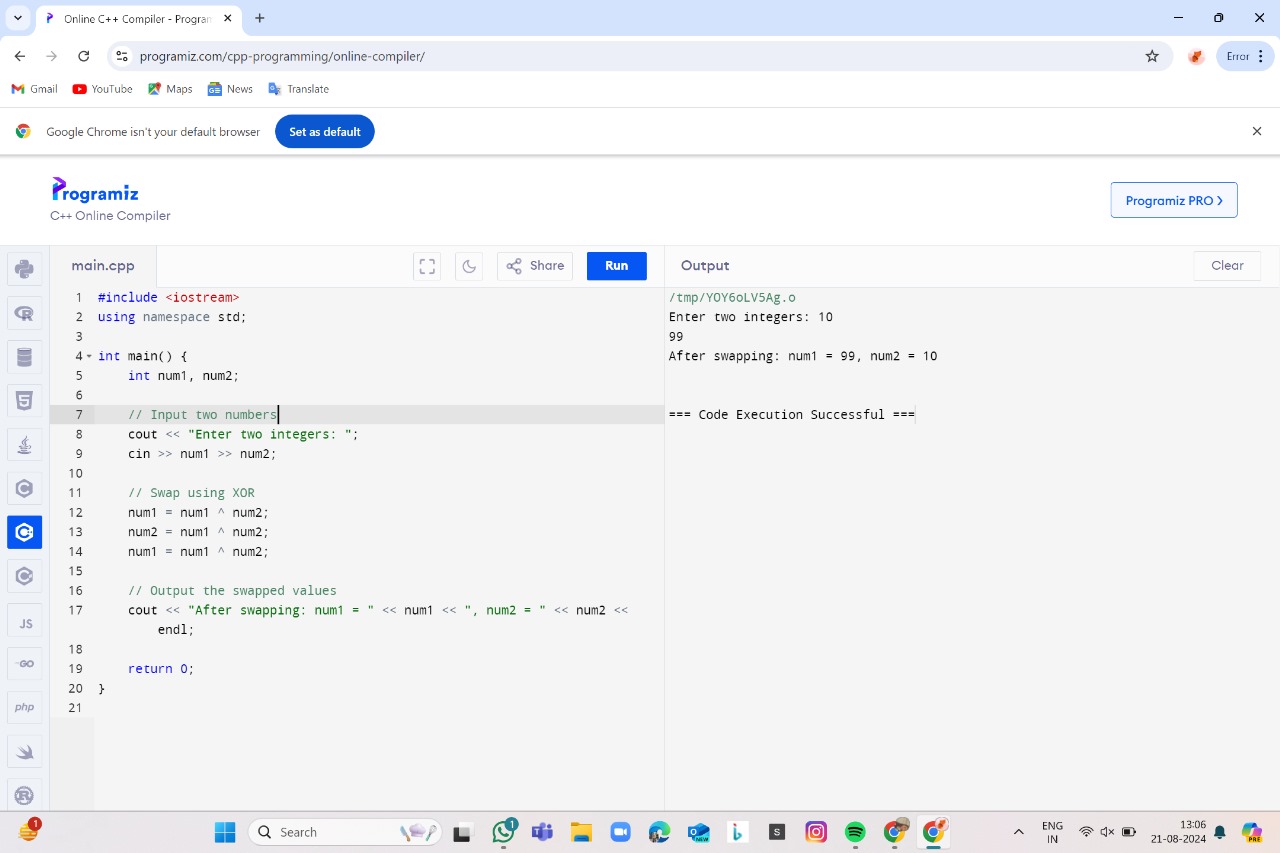 Online C++ Compiler - Program
programiz.com/cpp-programming/online-compiler/
Error
Gmail
YouTube
Maps
News
Translate
Google Chrome isn't your default browser
Set as default
Programiz
C++ Online Compiler
Programiz PRO
main.cpp
Share
Run
Output
Clear
1 #include <iostream>
2 using namespace std;
3
4 int main() {
5     int num1, num2;
6
7     // Input two numbers
8     cout << "Enter two integers: ";
9     cin >> num1 >> num2;
10
11     // Swap using XOR
12     num1 = num1 ^ num2;
13     num2 = num1 ^ num2;
14     num1 = num1 ^ num2;
15
16     // Output the swapped values
17     cout << "After swapping: num1 = " << num1 << ", num2 = " << num2 <<
        endl;
18
19     return 0;
20 }
21
/tmp/YOY6oLV5Ag.o
Enter two integers: 10
99
After swapping: num1 = 99, num2 = 10
=== Code Execution Successful ===
JS
GO
php
1
Search
1
NEW
S
ENG
IN
13:06
21-08-2024
PRE